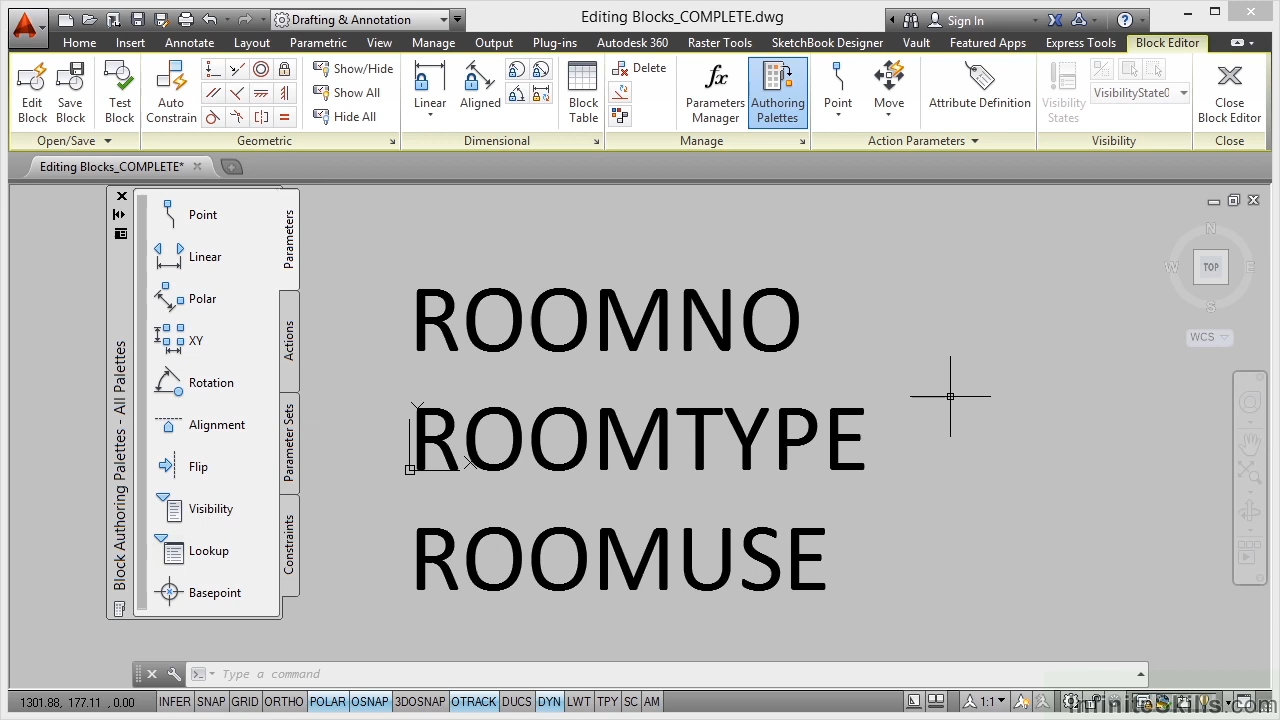 Drafting & Annotation
Editing Blocks_COMPLETE.dwg
Sign In
Home Insert Annotate Layout Parametric View Manage Output Plug-ins Autodesk 360 Raster Tools SketchBook Designer Vault Featured Apps Express Tools Block Editor
Edit Block
Save Block
Test Block
Auto Constrain
Show/Hide
Show All
Hide All
Linear
Aligned
Block Table
Delete
Parameters Manager
Authoring Palettes
Point
Move
Attribute Definition
Visibility States
VisibilityState0
Close Block Editor
Open/Save Geometric Dimensional Manage Action Parameters Visibility Close
Editing Blocks_COMPLETE*
Point
Linear
Polar
XY
Rotation
Alignment
Flip
Visibility
Lookup
Basepoint
Parameters
Actions
Parameter Sets
Constraints
Block Authoring Palettes - All Palettes
ROOMNO
ROOMTYPE
ROOMUSE
Y
X
N
W TOP E
S
WCS
Type a command
1301.88, 177.11 , 0.00 INFER SNAP GRID ORTHO POLAR OSNAP 3DOSNAP OTRACK DUCS DYN LWT TPY SC AM 1:1
InfiniteSkills.com